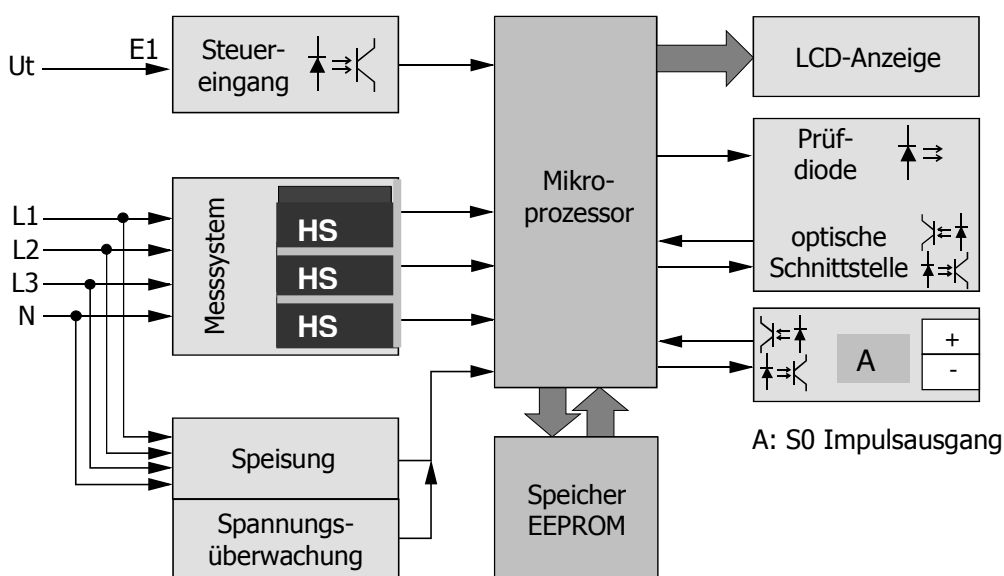 Ut
E1
Steuer-
eingang
L1
L2
L3
N
Messsystem
HS
HS
HS
Speisung
Spannungs-
überwachung
Mikro-
prozessor
Speicher
EEPROM
LCD-Anzeige
Prüf-
diode
optische
Schnittstelle
A
+
-
A: S0 Impulsausgang